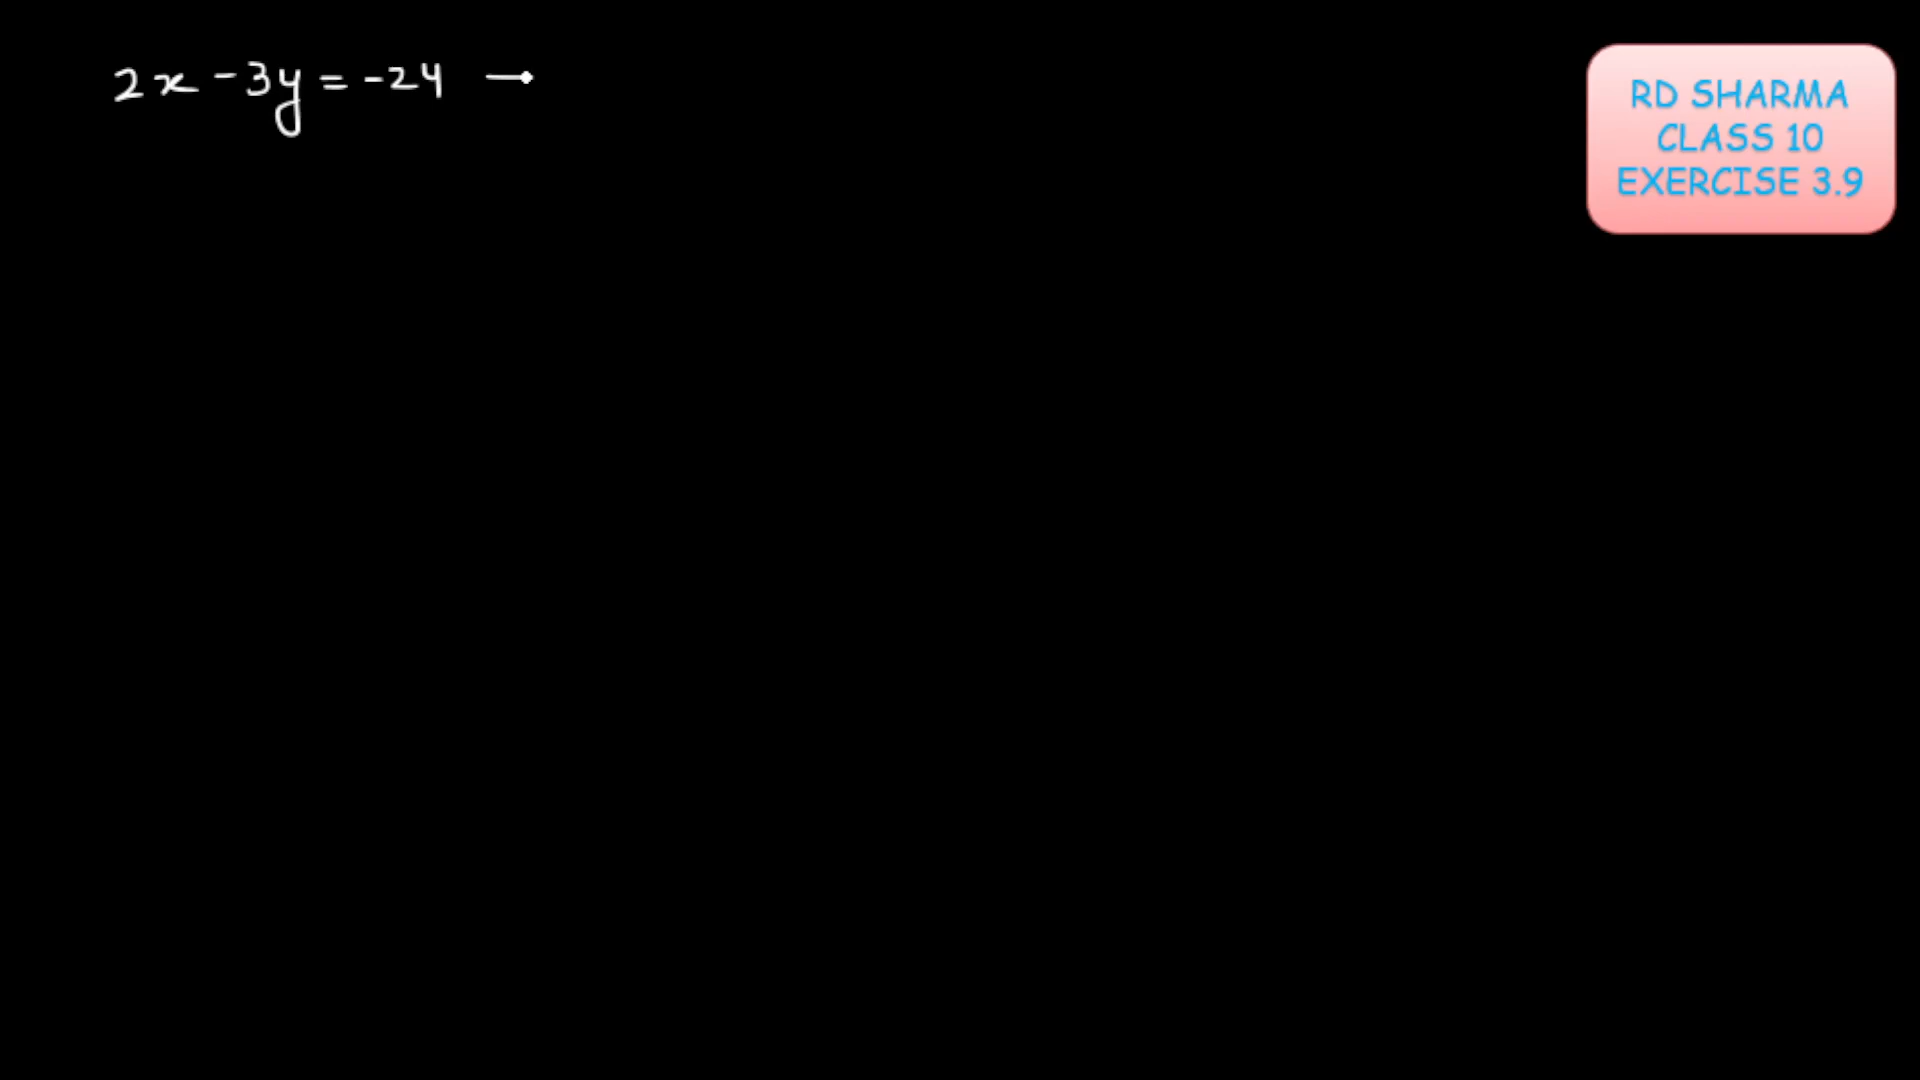 2x - 3y = -24 →
RD SHARMA
CLASS 10
EXERCISE 3.9